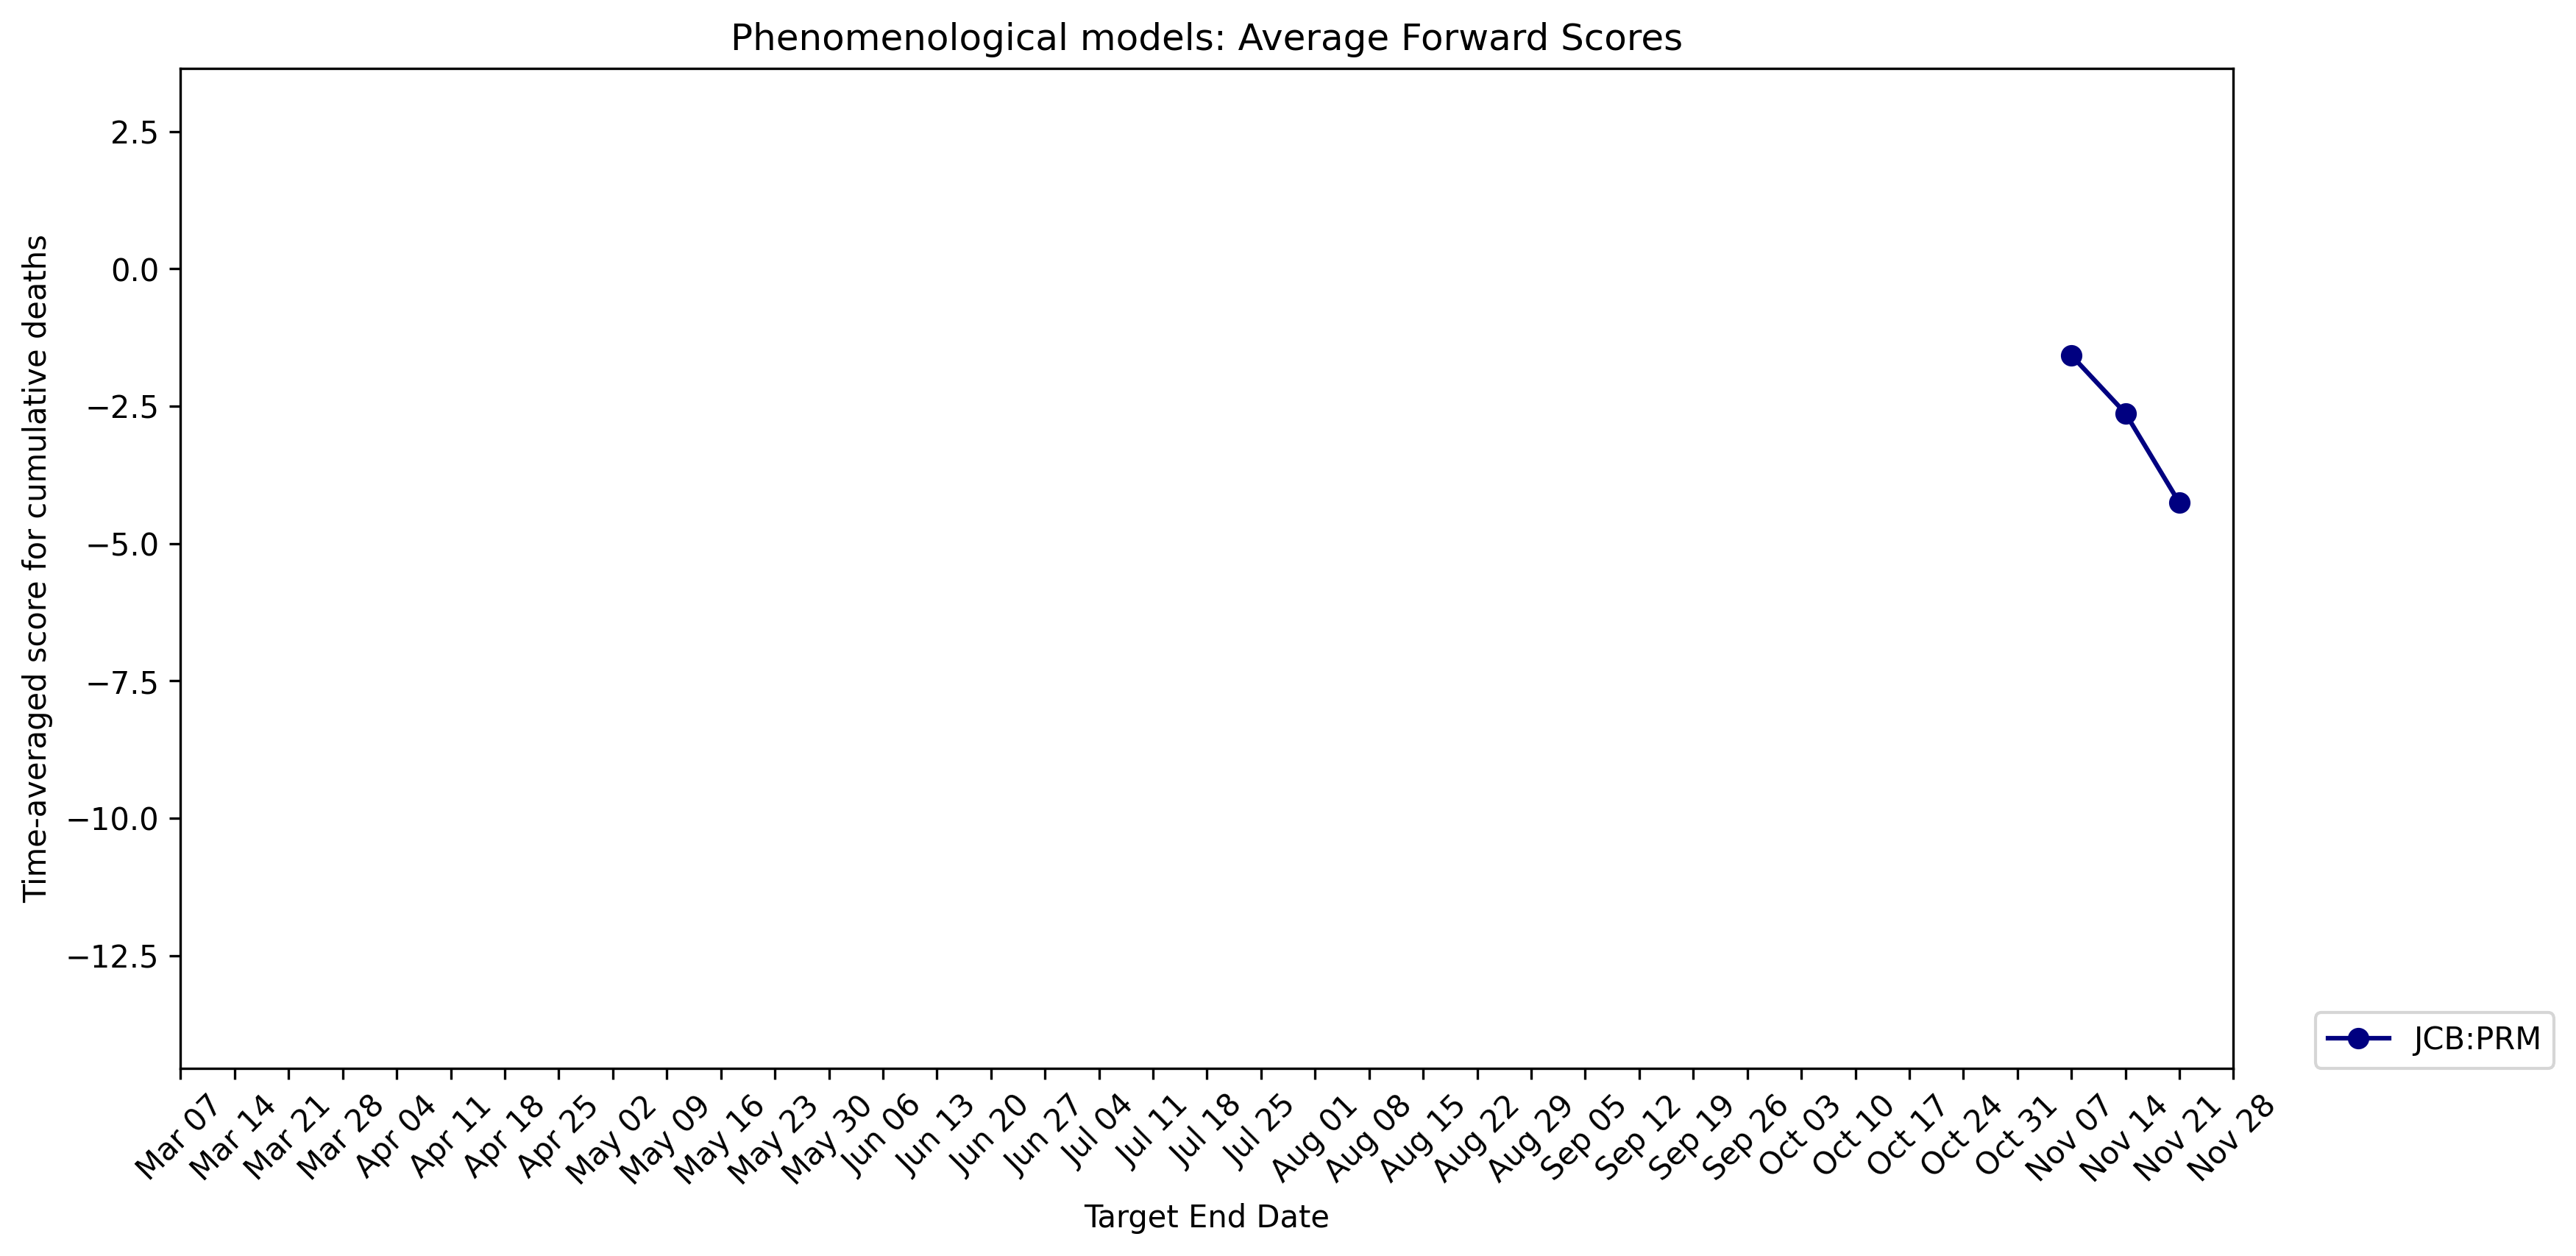 Phenomenological models: Average Forward Scores
Time-averaged score for cumulative deaths
2.5
0.0
−2.5
−5.0
−7.5
−10.0
−12.5
Mar 07
Mar 14
Mar 21
Mar 28
Apr 04
Apr 11
Apr 18
Apr 25
May 02
May 09
May 16
May 23
May 30
Jun 06
Jun 13
Jun 20
Jun 27
Jul 04
Jul 11
Jul 18
Jul 25
Aug 01
Aug 08
Aug 15
Aug 22
Aug 29
Sep 05
Sep 12
Sep 19
Sep 26
Oct 03
Oct 10
Oct 17
Oct 24
Oct 31
Nov 07
Nov 14
Nov 21
Nov 28
Target End Date
JCB:PRM